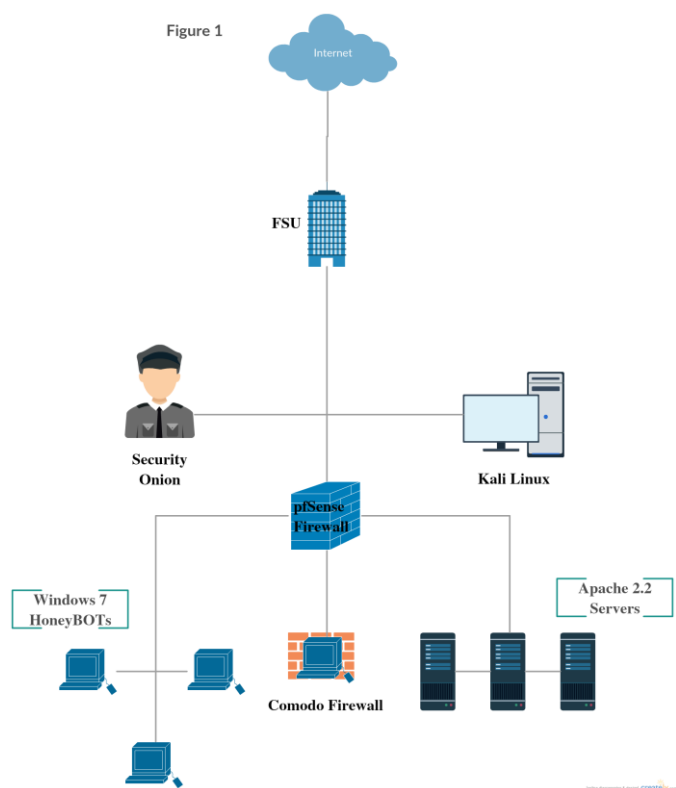 Figure 1
Internet
FSU
Security
Onion
Kali Linux
pfSense
Firewall
Windows 7
HoneyBOTs
Apache 2.2
Servers
Comodo Firewall